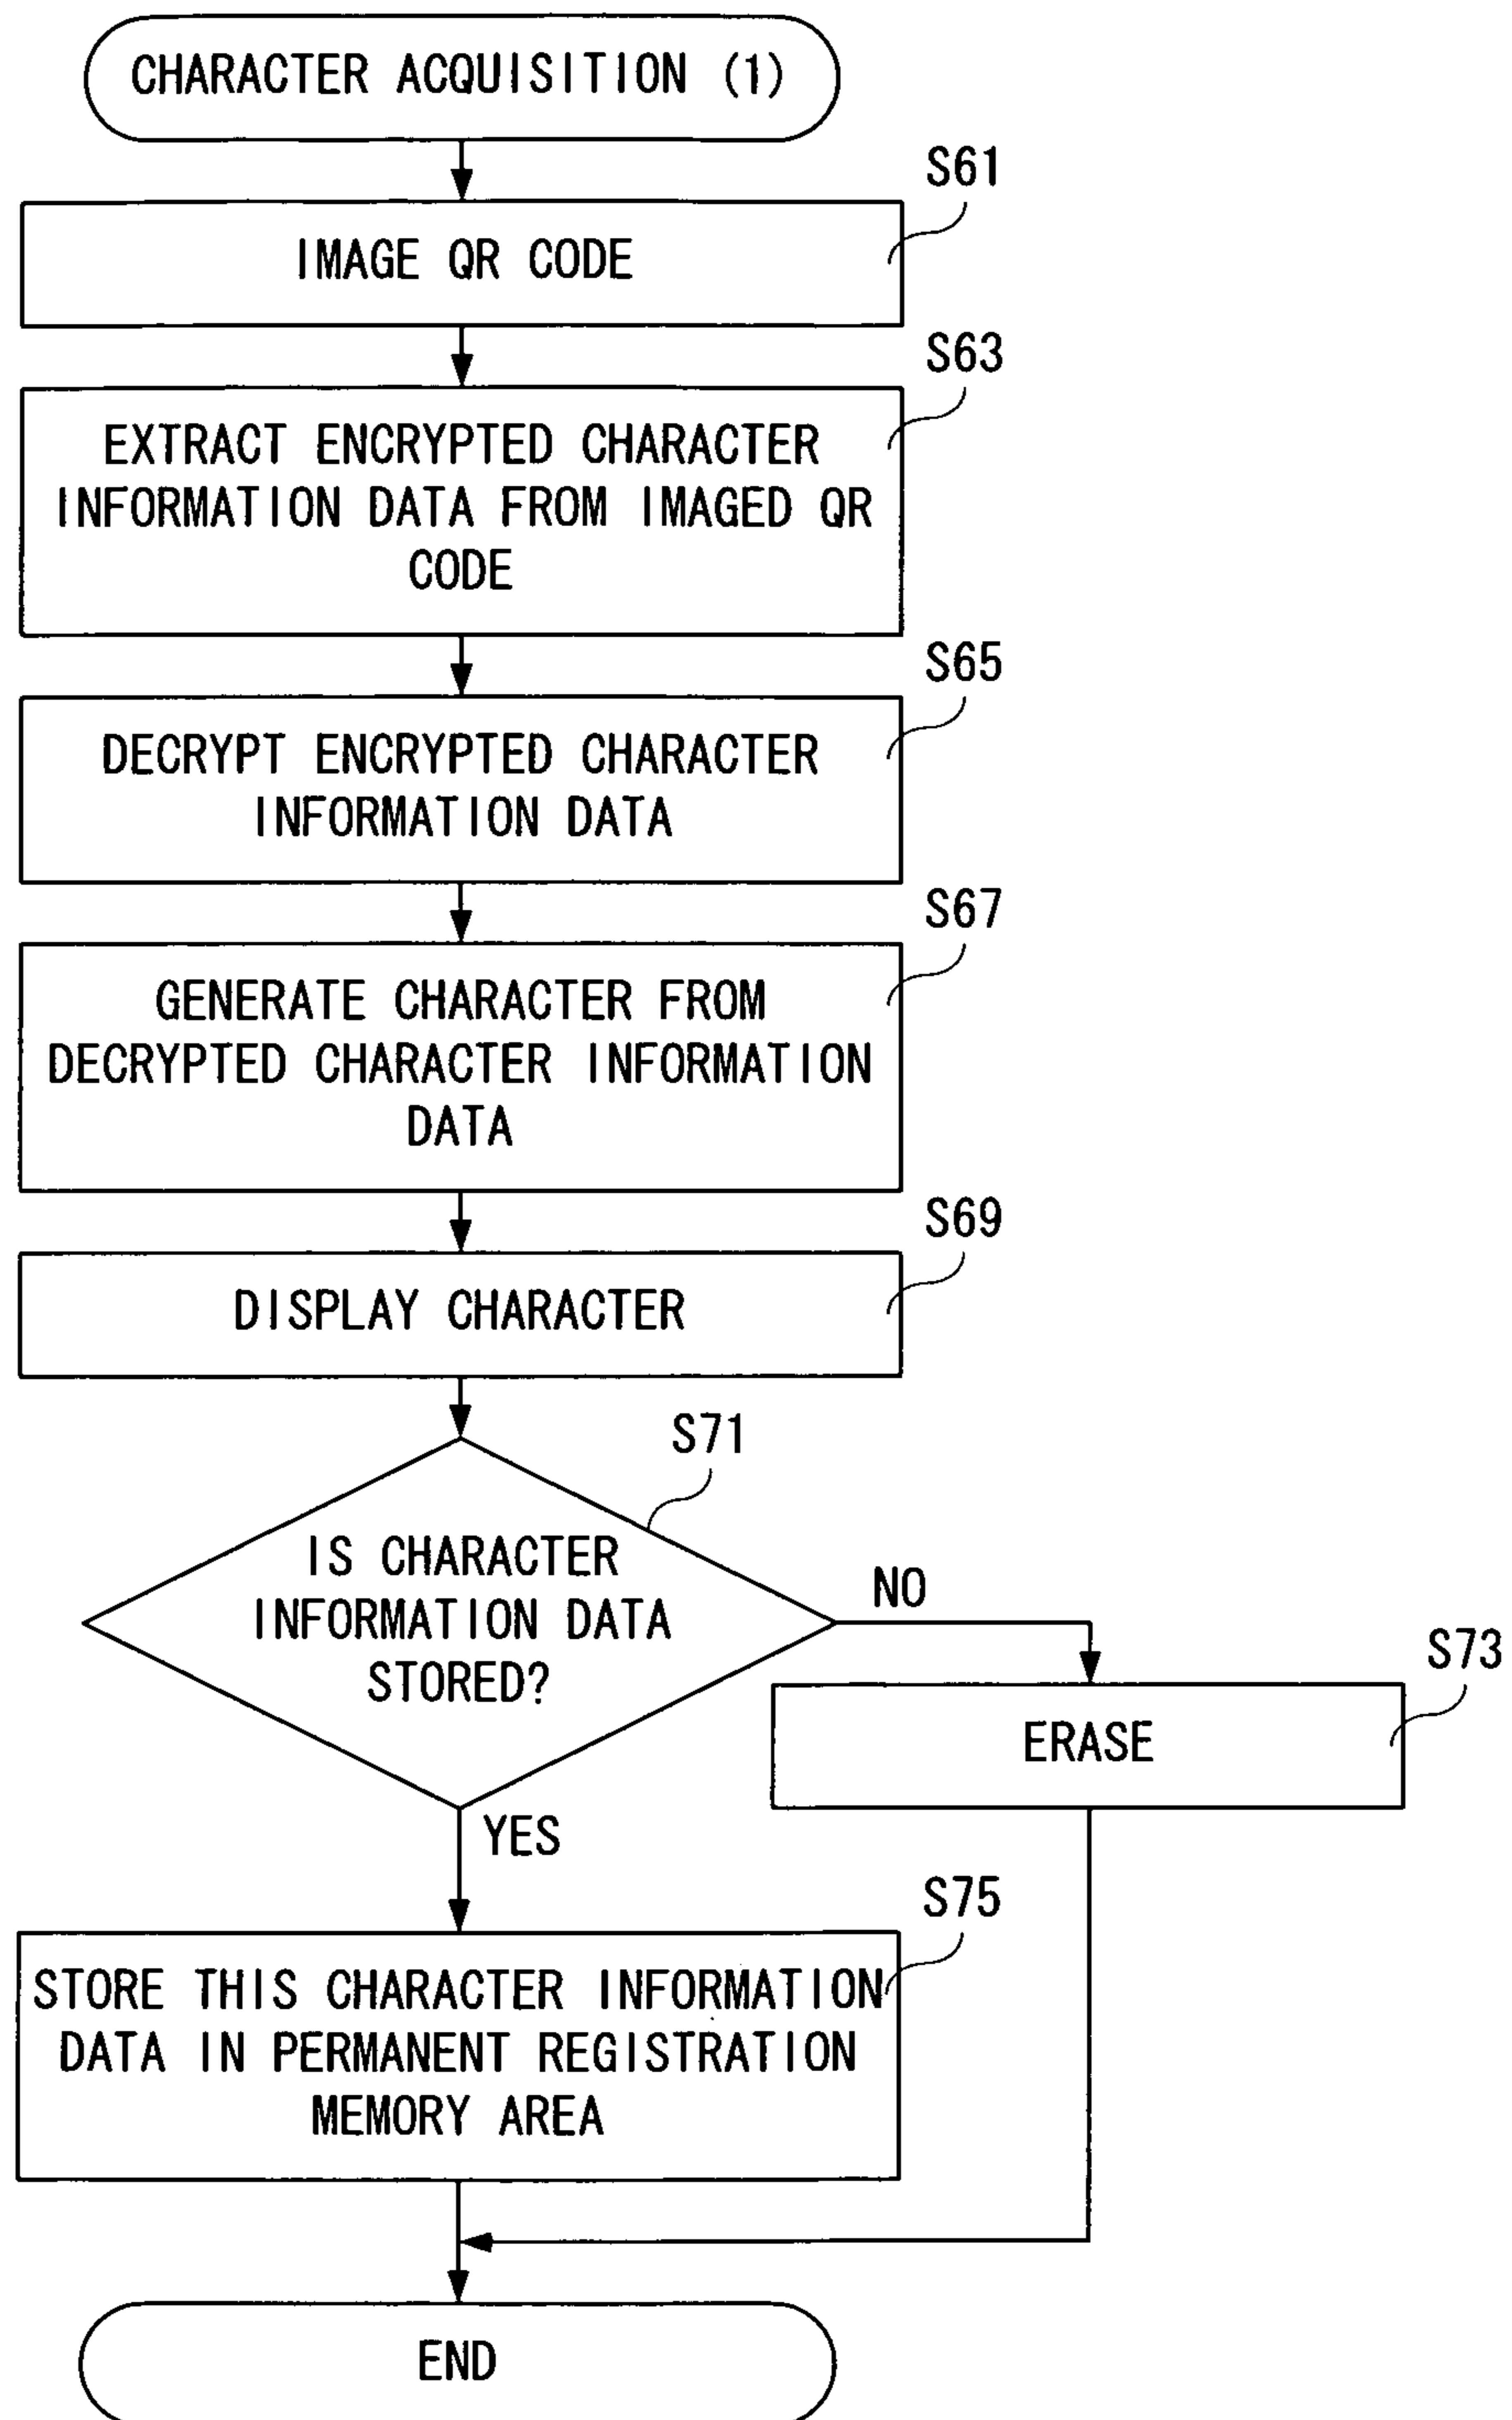 CHARACTER ACQUISITION (1)
S61
IMAGE QR CODE
S63
EXTRACT ENCRYPTED CHARACTER
INFORMATION DATA FROM IMAGED QR
CODE
S65
DECRYPT ENCRYPTED CHARACTER
INFORMATION DATA
S67
GENERATE CHARACTER FROM
DECRYPTED CHARACTER INFORMATION
DATA
S69
DISPLAY CHARACTER
S71
IS CHARACTER
INFORMATION DATA
STORED?
NO
S73
ERASE
YES
S75
STORE THIS CHARACTER INFORMATION
DATA IN PERMANENT REGISTRATION
MEMORY AREA
END